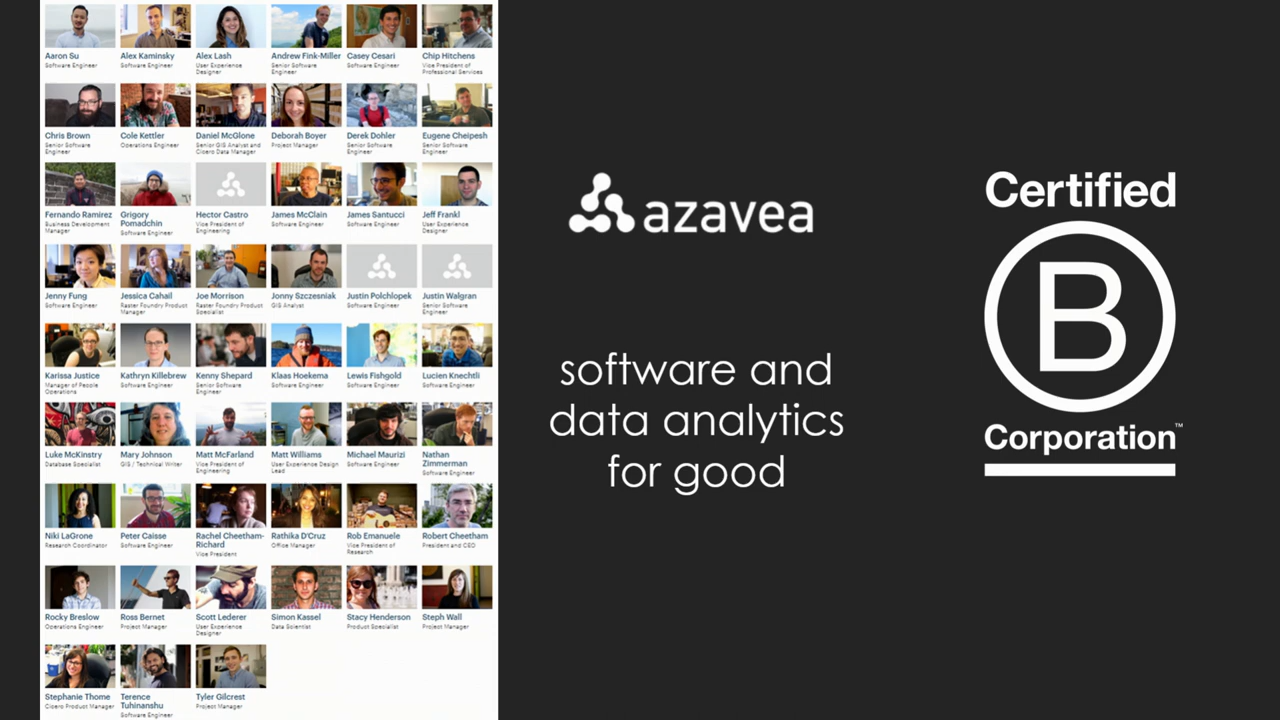 Aaron Su
Software Engineer
Alex Kaminsky
Software Engineer
Alex Lash
User Experience
Designer
Andrew Fink-Miller
Senior Software
Engineer
Casey Cesari
Software Engineer
Chip Hitchens
Vice President of
Professional Services
Chris Brown
Senior Software
Engineer
Cole Kettler
Operations Engineer
Daniel McGlone
Senior GIS Analyst and
Cicero Data Manager
Deborah Boyer
Project Manager
Derek Dohler
Senior Software
Engineer
Eugene Cheipesh
Senior Software
Engineer
Fernando Ramirez
Business Development
Manager
Grigory
Pomadchin
Software Engineer
Hector Castro
Vice President of
Engineering
James McClain
Software Engineer
James Santucci
Software Engineer
Jeff Frankl
User Experience
Designer
Jenny Fung
Software Engineer
Jessica Cahail
Raster Foundry Product
Manager
Joe Morrison
Raster Foundry Product
Specialist
Jonny Szczesniak
GIS Analyst
Justin Polchlopek
Software Engineer
Justin Walgran
Senior Software
Engineer
Karissa Justice
Manager of People
Operations
Kathryn Killebrew
Software Engineer
Kenny Shepard
Senior Software
Engineer
Klaas Hoekema
Software Engineer
Lewis Fishgold
Software Engineer
Lucien Knechtli
Software Engineer
Luke McKinstry
Database Specialist
Mary Johnson
GIS / Technical Writer
Matt McFarland
Vice President of
Engineering
Matt Williams
User Experience Design
Lead
Michael Maurizi
Software Engineer
Nathan
Zimmerman
Software Engineer
Niki LaGrone
Research Coordinator
Peter Caisse
Software Engineer
Rachel Cheetham-
Richard
Vice President
Rathika D'Cruz
Office Manager
Rob Emanuele
Vice President of
Research
Robert Cheetham
President and CEO
Rocky Breslow
Operations Engineer
Ross Bernet
Project Manager
Scott Lederer
User Experience
Designer
Simon Kassel
Data Scientist
Stacy Henderson
Product Specialist
Steph Wall
Project Manager
Stephanie Thome
Cicero Product Manager
Terence
Tuhinanshu
Software Engineer
Tyler Gilcrest
Project Manager
azavea
software and
data analytics
for good
Certified
B
Corporation™